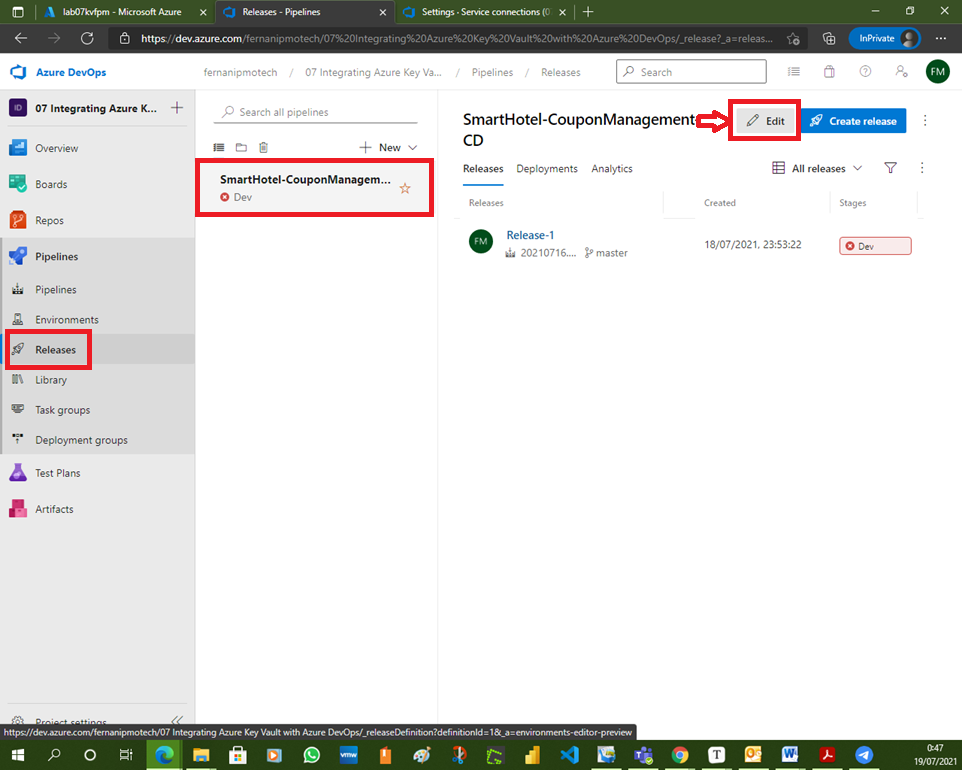 lab07kvfpm - Microsoft Azure
Releases - Pipelines
Settings · Service connections (0
https://dev.azure.com/fernanipmotech/07%20Integrating%20Azure%20Key%20Vault%20with%20Azure%20DevOps/_release?_a=releas...
InPrivate
Azure DevOps
fernanipmotech / 07 Integrating Azure Key Va... / Pipelines / Releases
Search
FM
ID
07 Integrating Azure K...
Overview
Boards
Repos
Pipelines
Pipelines
Environments
Releases
Library
Task groups
Deployment groups
Test Plans
Artifacts
Project settings
Search all pipelines
New
SmartHotel-CouponManagem...
Dev
SmartHotel-CouponManagement-
CD
Edit
Create release
Releases Deployments Analytics
All releases
Releases Created Stages
FM
Release-1
20210716.... master
18/07/2021, 23:53:22
Dev
https://dev.azure.com/fernanipmotech/07 Integrating Azure Key Vault with Azure DevOps/_releaseDefinition?definitionId=1&_a=environments-editor-preview
vmw
T
0:47
19/07/2021